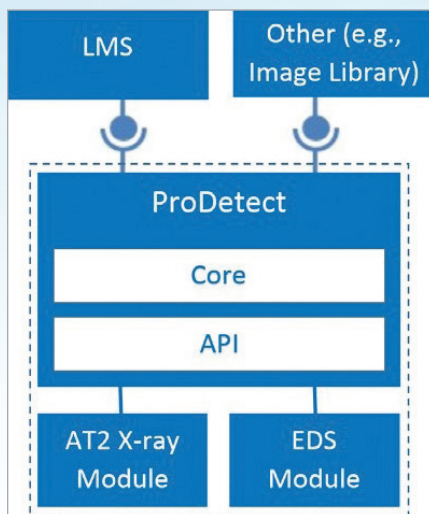 LMS
Other (e.g.,
Image Library)
ProDetect
Core
API
AT2 X-ray
Module
EDS
Module